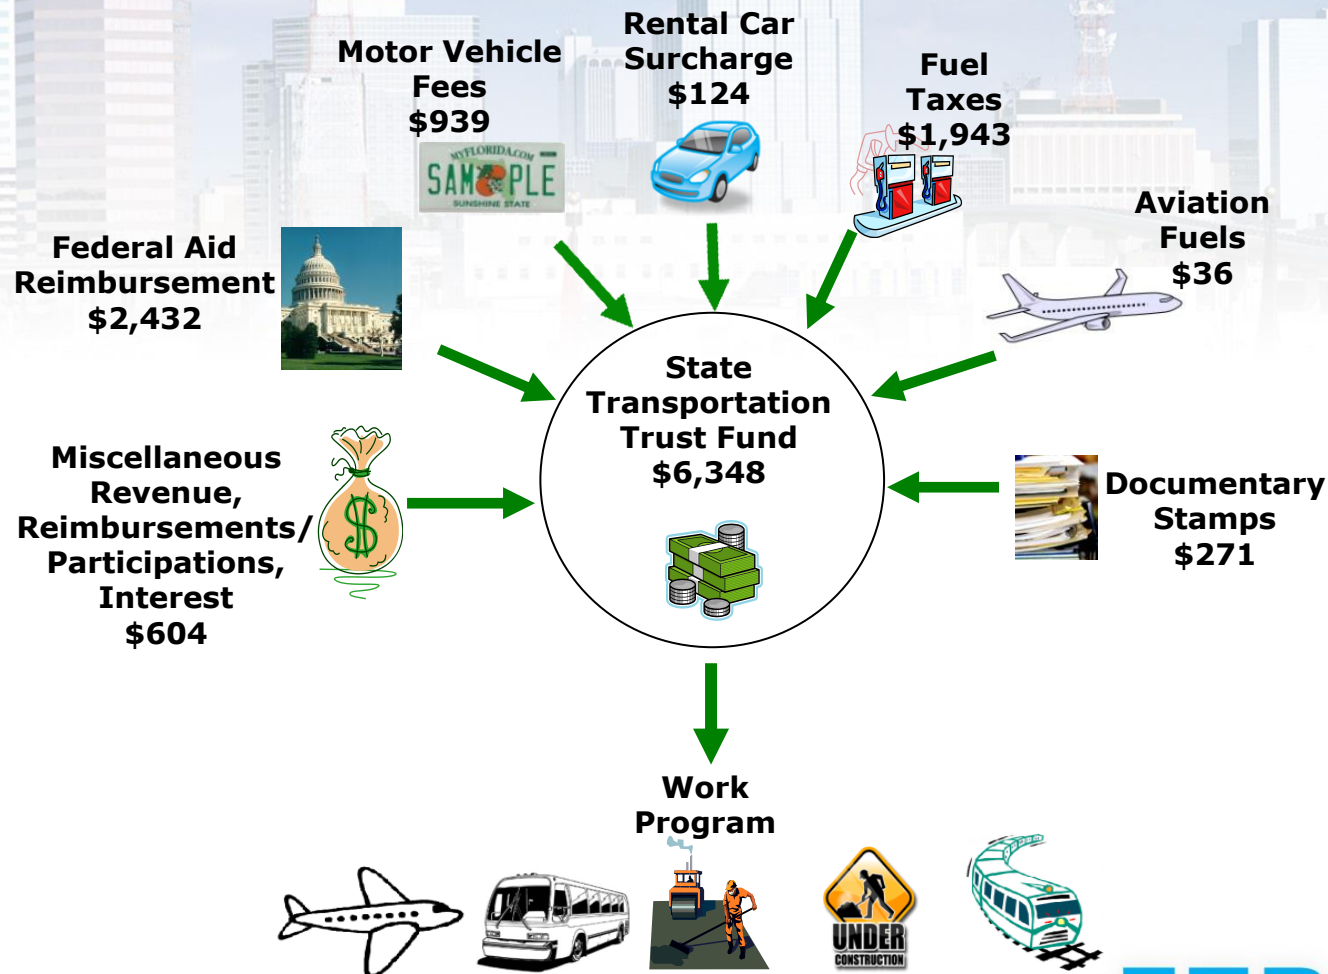 Rental Car
Surcharge
$124
Motor Vehicle
Fees
$939
Fuel
Taxes
$1,943
MYFLORIDA.COM
SAMPLE
SUNSHINE STATE
Aviation
Fuels
$36
Federal Aid
Reimbursement
$2,432
State
Transportation
Trust Fund
$6,348
Miscellaneous
Revenue,
Reimbursements/
Participations,
Interest
$604
$
Documentary
Stamps
$271
Work
Program
UNDER
CONSTRUCTION